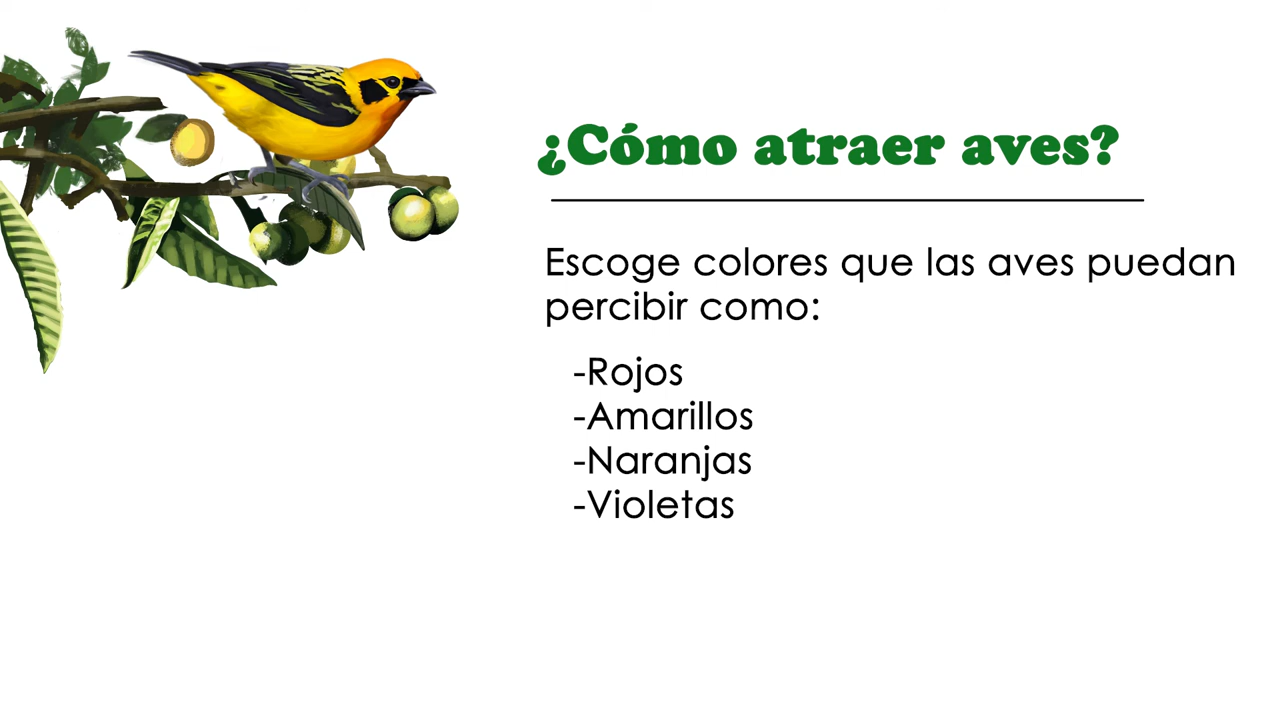 ¿Cómo atraer aves?
Escoge colores que las aves puedan
percibir como:
-Rojos
-Amarillos
-Naranjas
-Violetas